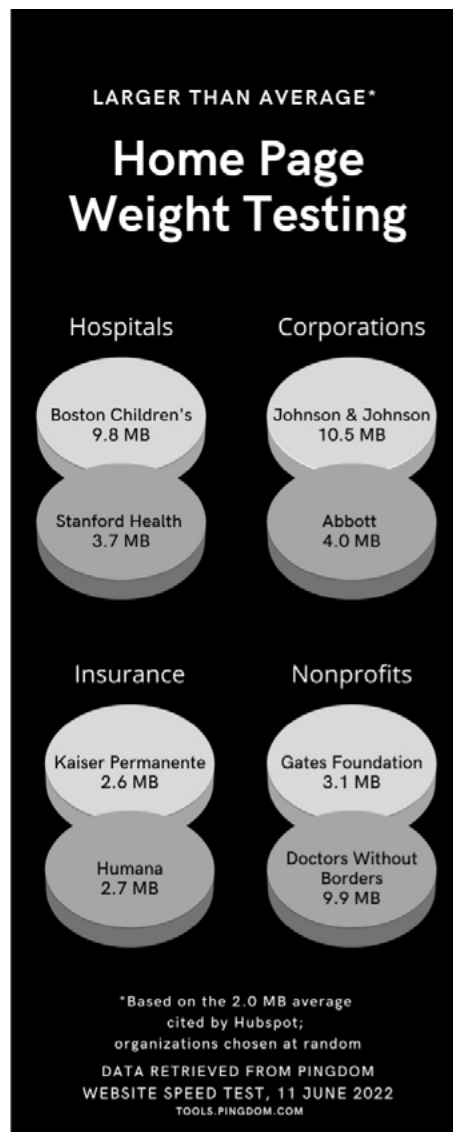 LARGER THAN AVERAGE*
Home Page
Weight Testing
Hospitals
Boston Children's
9.8 MB
Stanford Health
3.7 MB
Corporations
Johnson & Johnson
10.5 MB
Abbott
4.0 MB
Insurance
Kaiser Permanente
2.6 MB
Humana
2.7 MB
Nonprofits
Gates Foundation
3.1 MB
Doctors Without
Borders
9.9 MB
*Based on the 2.0 MB average
cited by Hubspot;
organizations chosen at random
DATA RETRIEVED FROM PINGDOM
WEBSITE SPEED TEST, 11 JUNE 2022
TOOLS.PINGDOM.COM